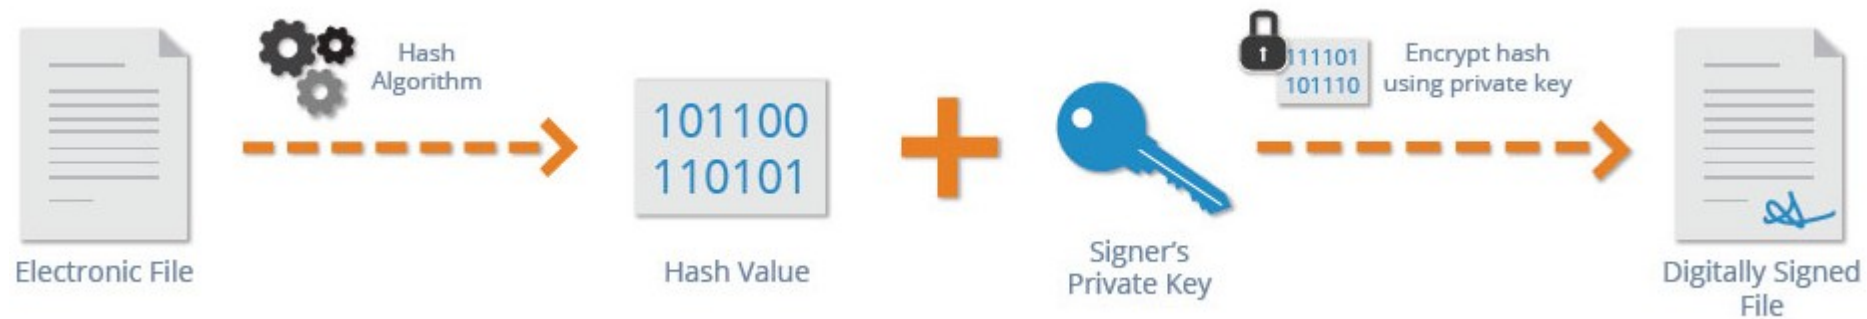 Hash
Algorithm
111101
101110
Encrypt hash
using private key
101100
110101
Electronic File
Hash Value
Signer's
Private Key
Digitally Signed
File